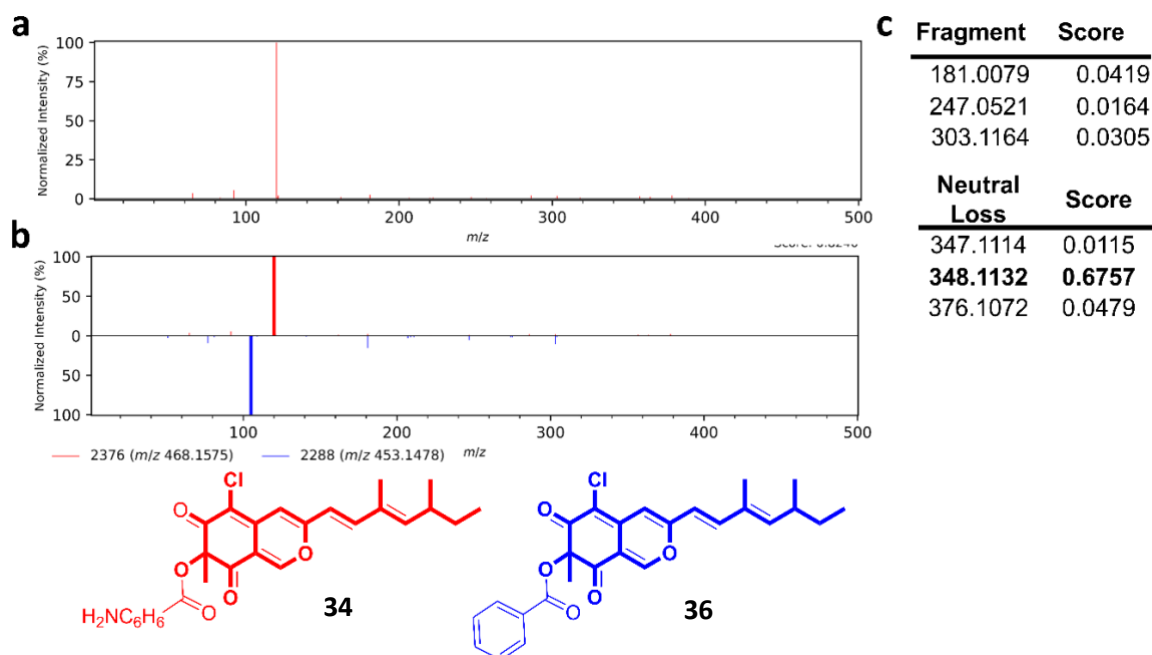 a
Normalized Intensity (%)
100
75
50
25
0
100
200
300
400
500
m/z
b
Normalized Intensity (%)
100
50
0
50
100
100
200
300
400
500
2376 (m/z 468.1575)
2288 (m/z 453.1478)
m/z
Cl
O
O
O
O
O
H₂NC₆H₆
34
Cl
O
O
O
O
O
36
c
Fragment Score
181.0079 0.0419
247.0521 0.0164
303.1164 0.0305
Neutral
Loss
Score
347.1114 0.0115
348.1132 0.6757
376.1072 0.0479